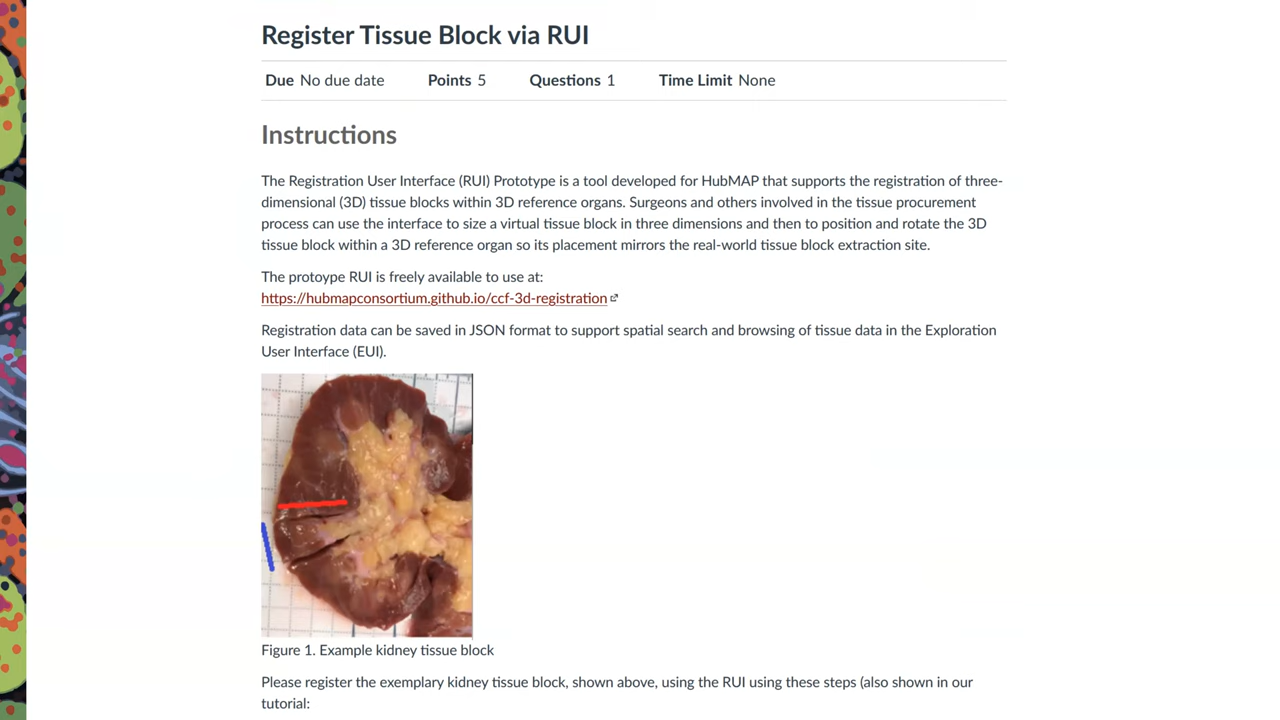 Register Tissue Block via RUI
Due No due date Points 5 Questions 1 Time Limit None
Instructions
The Registration User Interface (RUI) Prototype is a tool developed for HubMAP that supports the registration of three-
dimensional (3D) tissue blocks within 3D reference organs. Surgeons and others involved in the tissue procurement
process can use the interface to size a virtual tissue block in three dimensions and then to position and rotate the 3D
tissue block within a 3D reference organ so its placement mirrors the real-world tissue block extraction site.
The protoype RUI is freely available to use at:
https://hubmapconsortium.github.io/ccf-3d-registration
Registration data can be saved in JSON format to support spatial search and browsing of tissue data in the Exploration
User Interface (EUI).
Figure 1. Example kidney tissue block
Please register the exemplary kidney tissue block, shown above, using the RUI using these steps (also shown in our
tutorial: